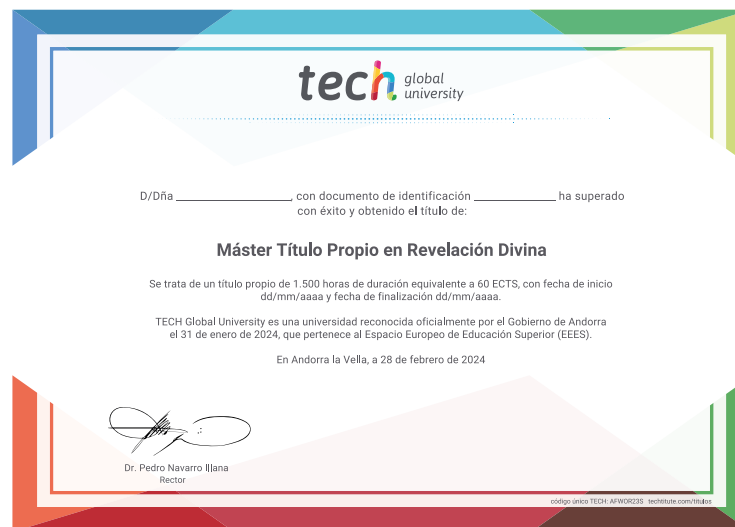 tech global university
D/Dña ____________, con documento de identificación ____________ ha superado
con éxito y obtenido el título de:
Máster Título Propio en Revelación Divina
Se trata de un título propio de 1.500 horas de duración equivalente a 60 ECTS, con fecha de inicio
dd/mm/aaaa y fecha de finalización dd/mm/aaaa.
TECH Global University es una universidad reconocida oficialmente por el Gobierno de Andorra
el 31 de enero de 2024, que pertenece al Espacio Europeo de Educación Superior (EEES).
En Andorra la Vella, a 28 de febrero de 2024
Dr. Pedro Navarro Illana
Rector
código único TECH: AFWOR23S techtitute.com/titulos